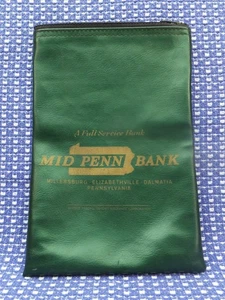 A Full Service Bank
MID PENN BANK
MILLERSBURG ELIZABETHVILLE DALMATIA
PENNSYLVANIA